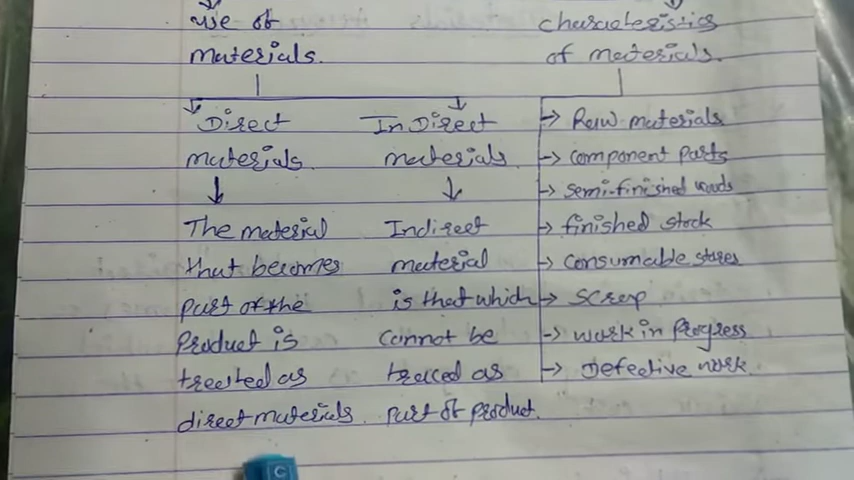 use of
materials.
characteristics
of materials.
Direct
materials
The material
that becomes
part of the
product is
treated as
direct materials.
InDirect
materials
Indirect
material
is that which
cannot be
traced as
part of product.
→ Raw materials
→ component parts
→ semi-finished
→ finished stock
→ consumable stores
→ scrap
→ work in progress
→ Defective work
C